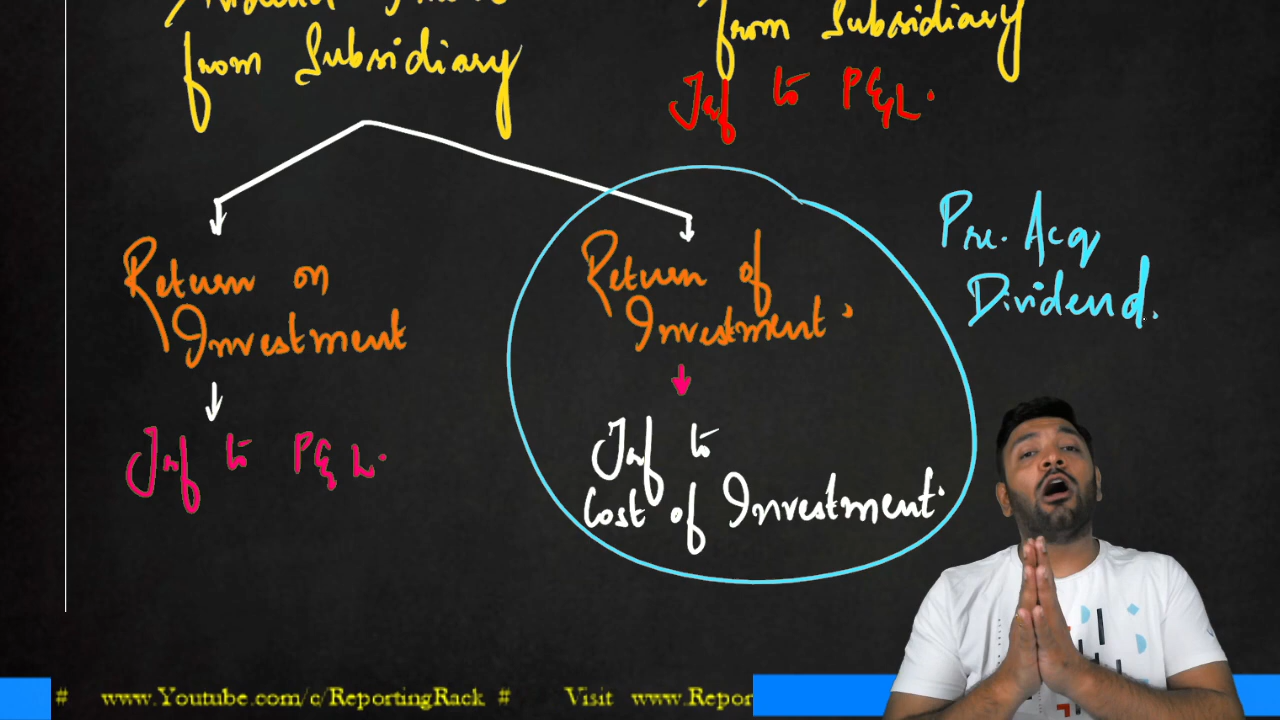 from Subsidiary
from Subsidiary
Trf to P&L.
Return on
Investment
Trf to P&L.
Return of
Investment.
Trf to
Cost of Investment.
Pre. Acq
Dividend.
# www.Youtube.com/c/ReportingRack # Visit www.Repor